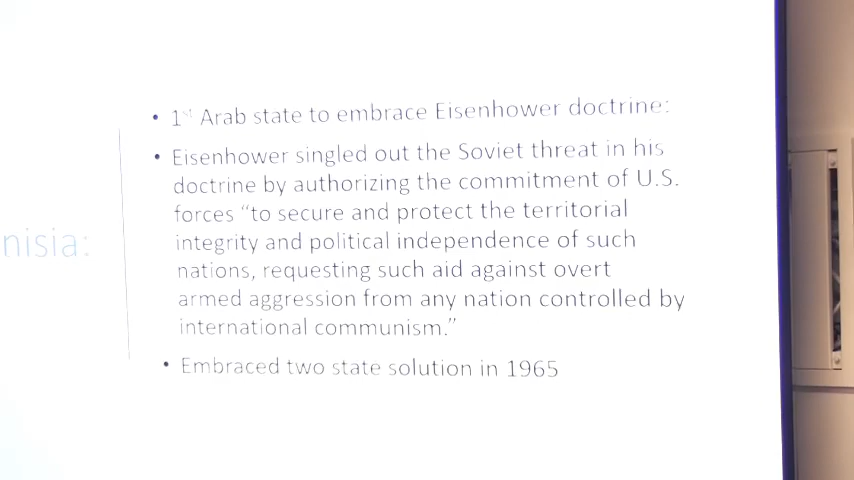 nisia:
• 1st Arab state to embrace Eisenhower doctrine:
• Eisenhower singled out the Soviet threat in his
doctrine by authorizing the commitment of U.S.
forces “to secure and protect the territorial
integrity and political independence of such
nations, requesting such aid against overt
armed aggression from any nation controlled by
international communism.”
• Embraced two state solution in 1965